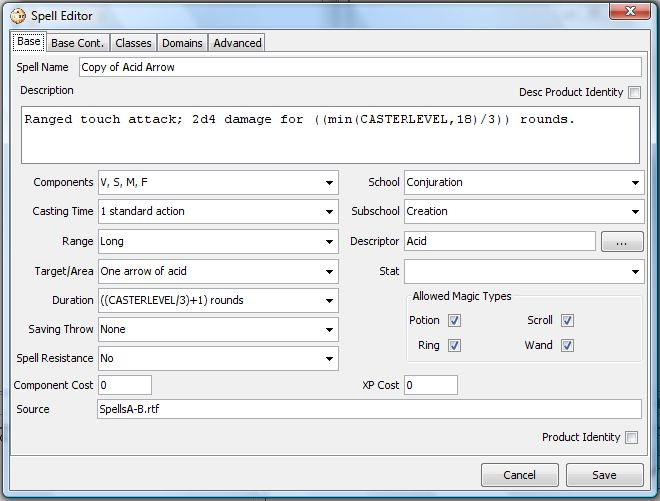 Spell Editor
Base Base Cont. Classes Domains Advanced
Spell Name Copy of Acid Arrow
Description Desc Product Identity
Ranged touch attack; 2d4 damage for ((min(CASTERLEVEL,18)/3)) rounds.
Components V, S, M, F School Conjuration
Casting Time 1 standard action Subschool Creation
Range Long Descriptor Acid ...
Target/Area One arrow of acid Stat
Duration ((CASTERLEVEL/3)+1) rounds Allowed Magic Types
Potion Scroll
Saving Throw None
Ring Wand
Spell Resistance No
Component Cost 0 XP Cost 0
Source SpellsA-B.rtf
Product Identity
Cancel Save